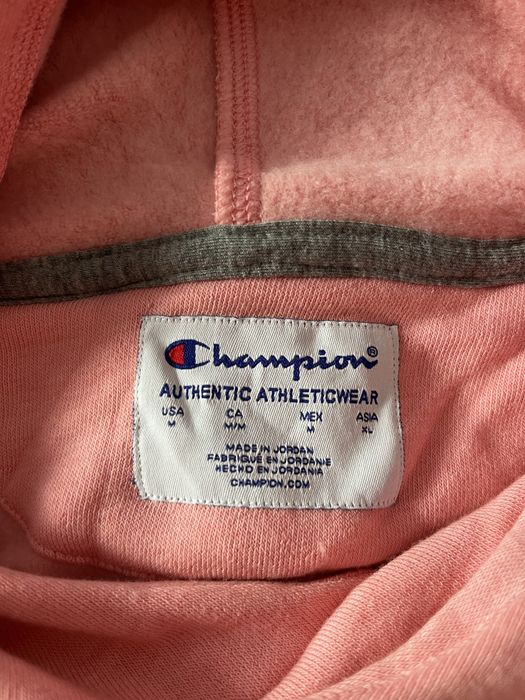 Champion®
AUTHENTIC ATHLETICWEAR
USA CA MEX ASIA
M M/M M XL
MADE IN JORDAN
FABRIQUE EN JORDANIE
HECHO EN JORDANIA
CHAMPION.COM